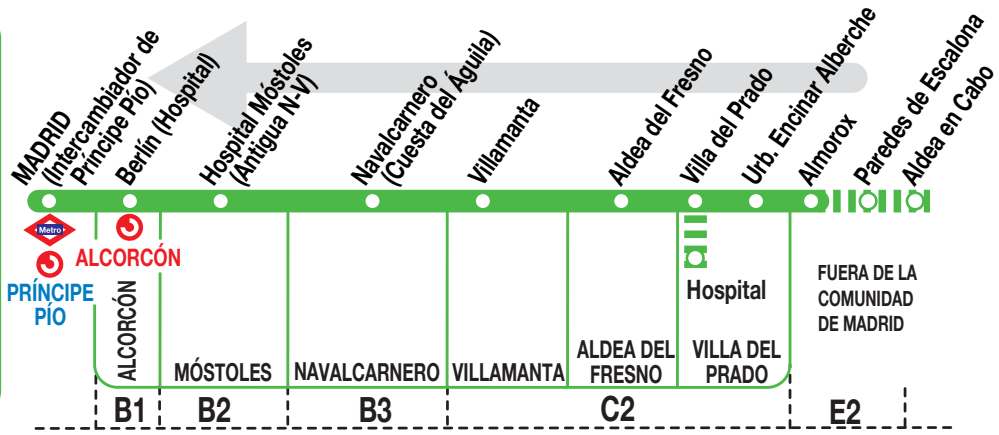 MADRID
(Intercambiador de
Príncipe Pío)
Berlín (Hospital)
Hospital Móstoles
(Antigua N-V)
Navalcarnero
(Cuesta del Águila)
Villamanta
Aldea del Fresno
Villa del Prado
Urb. Encinar Alberche
Almorox
Paredes de Escalona
Aldea en Cabo
Metro
PRÍNCIPE
PÍO
ALCORCÓN
Hospital
FUERA DE LA
COMUNIDAD
DE MADRID
ALCORCÓN
MÓSTOLES
NAVALCARNERO
VILLAMANTA
ALDEA DEL
FRESNO
VILLA DEL
PRADO
B1
B2
B3
C2
E2